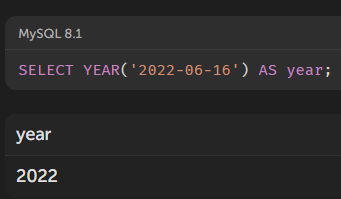 MySQL 8.1
SELECT YEAR('2022-06-16') AS year;
year
2022